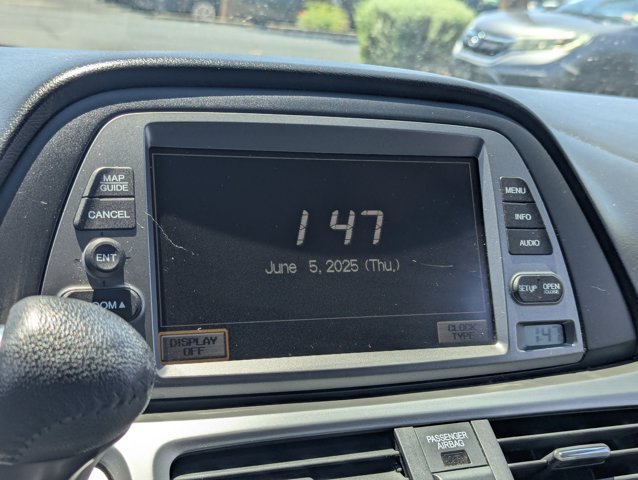 MAP
GUIDE
CANCEL
ENT
OOM ▲
1 47
June 5, 2025 (Thu.)
DISPLAY
OFF
CLOCK
TYPE
MENU
INFO
AUDIO
SETUP
OPEN
(CLOSE)
1 47
PASSENGER
AIRBAG